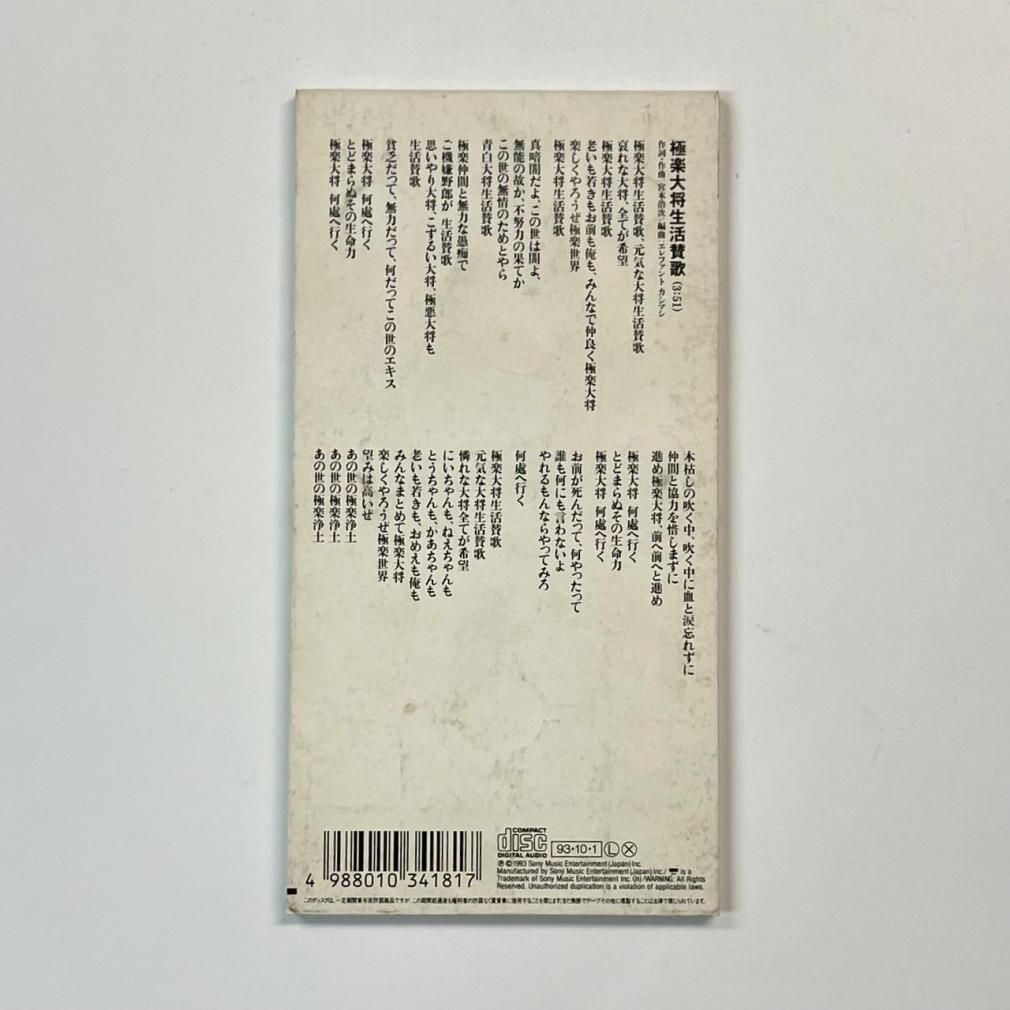 極楽大将生活賛歌 (3:51)
作詞・作曲 宮本浩次/編曲 エレファント カシマシ
極楽大将生活賛歌、元気な大将生活賛歌
哀れな大将、全てが希望
極楽大将生活賛歌
老いも若きもお前も俺も、みんなで仲良く極楽大将
楽しくやろうぜ極楽世界
極楽大将生活賛歌
真暗闇だよ、この世は闇よ、
無能の故か、不努力の果てか
この世の無情のためとやら
青白大将生活賛歌
極楽仲間と無力な愚痴で
ご機嫌野郎が 生活賛歌
思いやり大将、こずるい大将、極悪大将も
生活賛歌
貧乏だって、無力だって、何だってこの世のエキス
極楽大将 何處へ行く
とどまらぬその生命力
極楽大将 何處へ行く
木枯しの吹く中、吹く中に血と涙忘れずに
仲間と協力を惜しまずに
進め極楽大将、前へ前へと進め
極楽大将 何處へ行く
とどまらぬその生命力
極楽大将 何處へ行く
お前が死んだって、何やったって
誰も何にも言わないよ
やれるもんならやってみろ
何處へ行く
極楽大将生活賛歌
元気な大将生活賛歌
憐れな大将全てが希望
にいちゃんも、ねえちゃんも
とうちゃんも、かあちゃんも
老いも若きも、おめえも俺も
みんなまとめて極楽大将
楽しくやろうぜ極楽世界
望みは高いぜ
あの世の極楽浄土
あの世の極楽浄土
あの世の極楽浄土
4 988010 341817
COMPACT
disc
DIGITAL AUDIO
93・10・1 Ⓛ Ⓧ
Ⓟ © 1993 Sony Music Entertainment (Japan) Inc.
Manufactured by Sony Music Entertainment (Japan) Inc. / is a
Trademark of Sony Music Entertainment (Japan) Inc. (N) /WARNING: All Rights
Reserved. Unauthorized duplication is a violation of applicable laws.